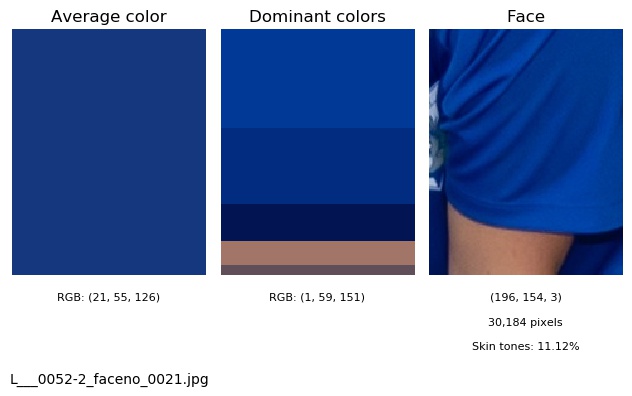 Average color
Dominant colors
Face
RGB: (21, 55, 126)
RGB: (1, 59, 151)
(196, 154, 3)
30,184 pixels
Skin tones: 11.12%
L___0052-2_faceno_0021.jpg